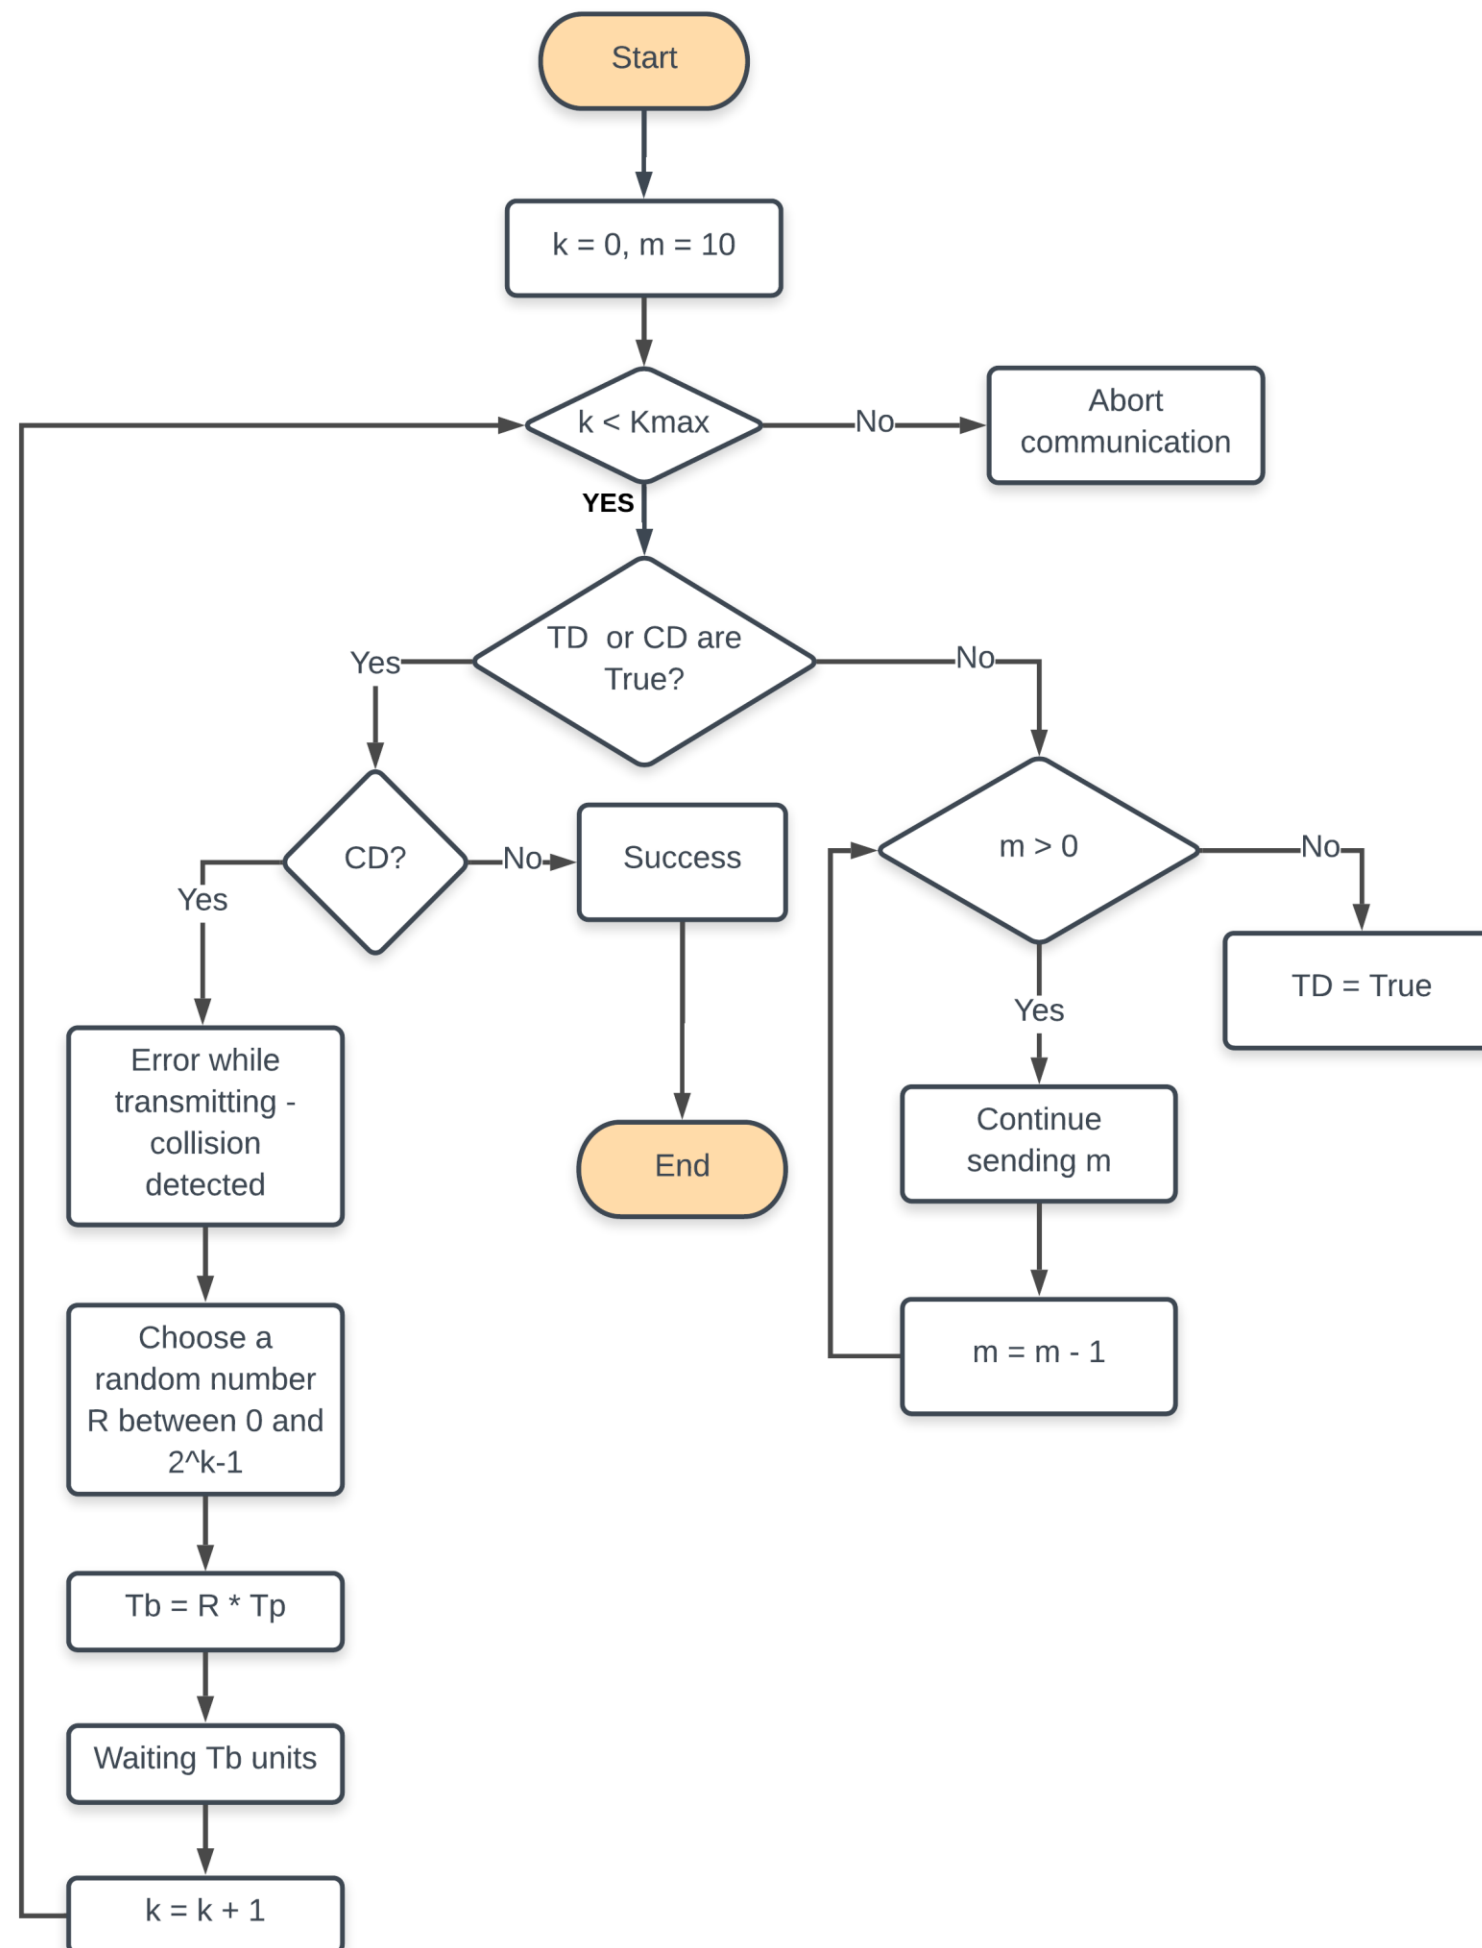 Start
k = 0, m = 10
k < Kmax
No
Abort
communication
YES
TD  or CD are
True?
Yes
No
CD?
No
Success
m > 0
No
Yes
TD = True
Yes
Error while
transmitting -
collision
detected
Continue
sending m
End
Choose a
random number
R between 0 and
2^k-1
m = m - 1
Tb = R * Tp
Waiting Tb units
k = k + 1